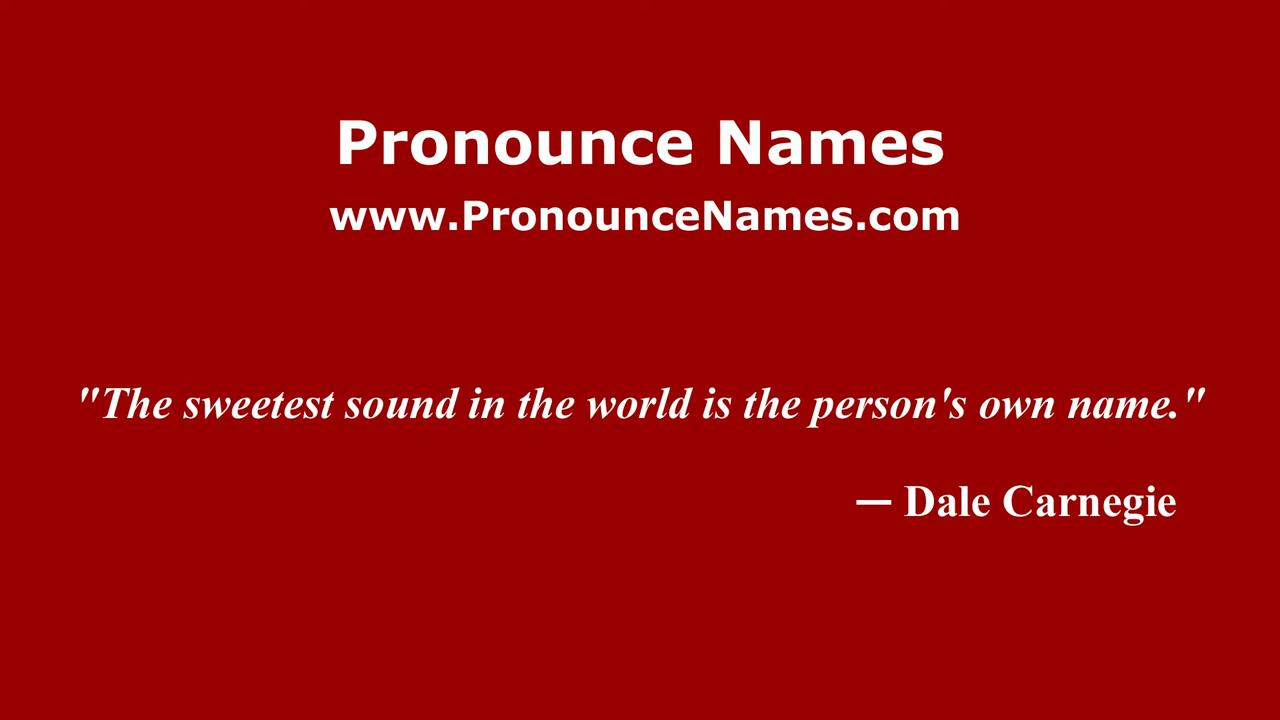 Pronounce Names
www.PronounceNames.com
"The sweetest sound in the world is the person's own name."
— Dale Carnegie